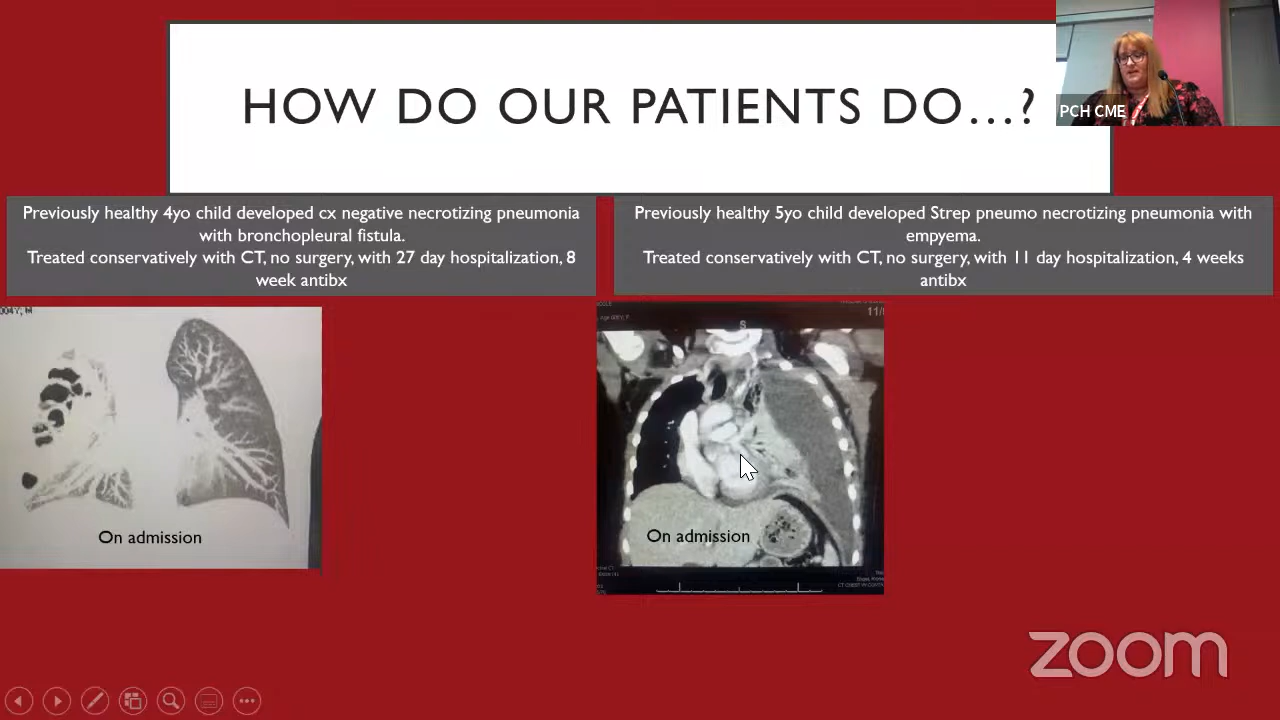 HOW DO OUR PATIENTS DO...?
PCH CME
Previously healthy 4yo child developed cx negative necrotizing pneumonia
with bronchopleural fistula.
Treated conservatively with CT, no surgery, with 27 day hospitalization, 8
week antibx
Previously healthy 5yo child developed Strep pneumo necrotizing pneumonia with
empyema.
Treated conservatively with CT, no surgery, with 11 day hospitalization, 4 weeks
antibx
004Y, M
11/
S
On admission
On admission
zoom